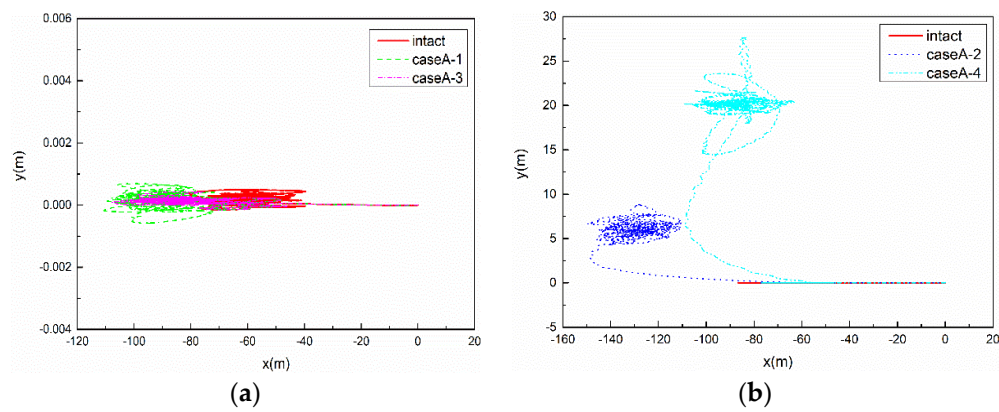 0.006
0.004
0.002
0.000
-0.002
-0.004
y(m)
-120 -100 -80 -60 -40 -20 0 20
x(m)
intact
caseA-1
caseA-3
(a)
30
25
20
15
10
5
0
-5
y(m)
-160 -140 -120 -100 -80 -60 -40 -20 0 20
x(m)
intact
caseA-2
caseA-4
(b)